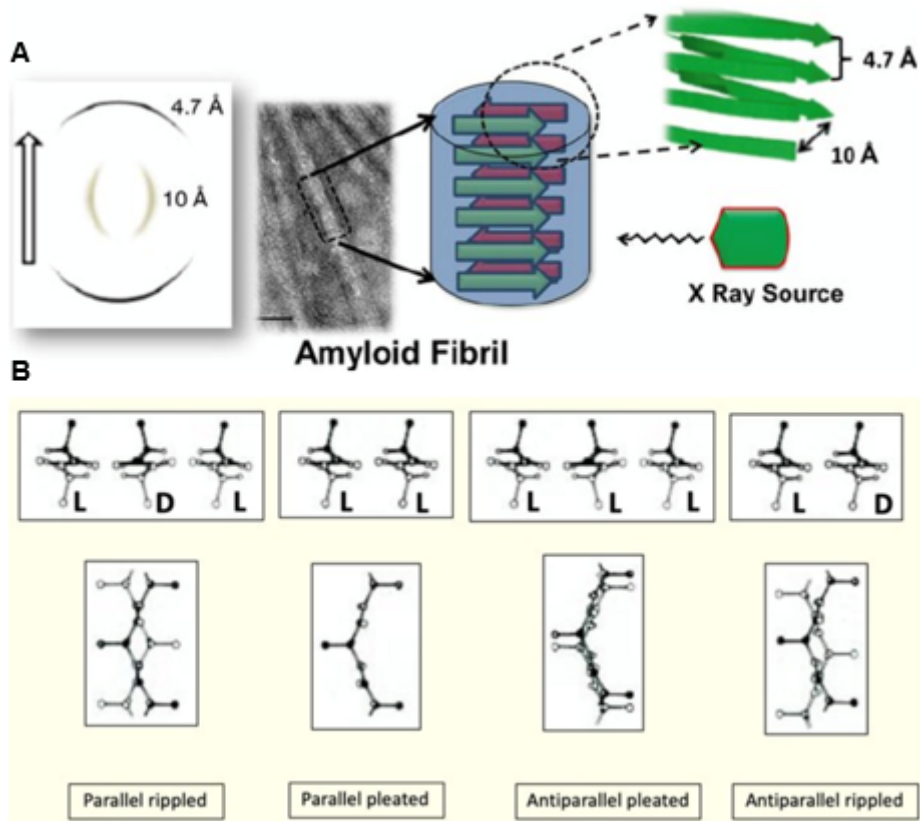 A
4.7 Å
10 Å
4.7 Å
10 Å
X Ray Source
Amyloid Fibril
B
L D L
L L
L L L
L D
Parallel rippled
Parallel pleated
Antiparallel pleated
Antiparallel rippled